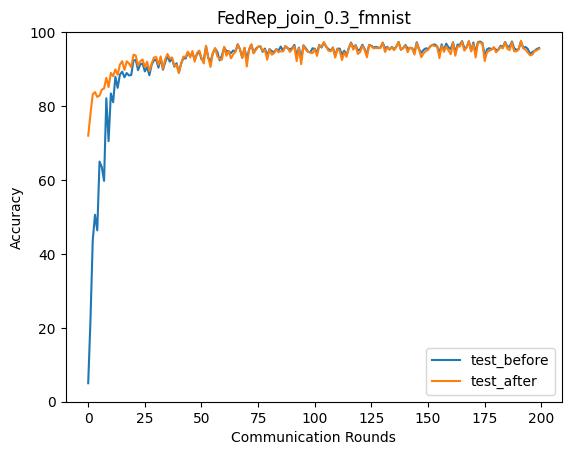 FedRep_join_0.3_fmnist
100
80
60
40
20
0
Accuracy
0 25 50 75 100 125 150 175 200
Communication Rounds
test_before
test_after